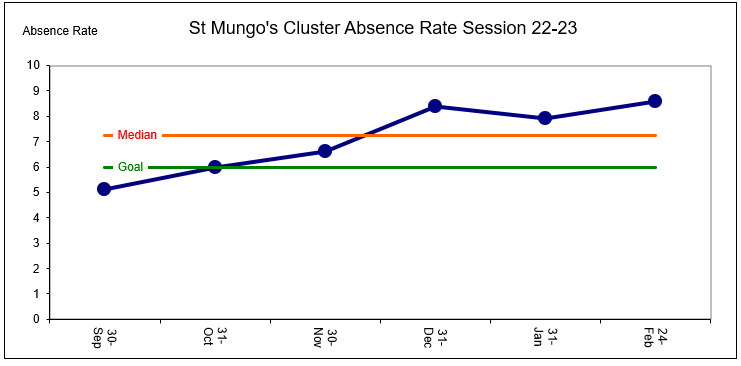 St Mungo's Cluster Absence Rate Session 22-23
Absence Rate
10
9
8
7
6
5
4
3
2
1
0
Median
Goal
30-
Sep
31-
Oct
30-
Nov
31-
Dec
31-
Jan
24-
Feb